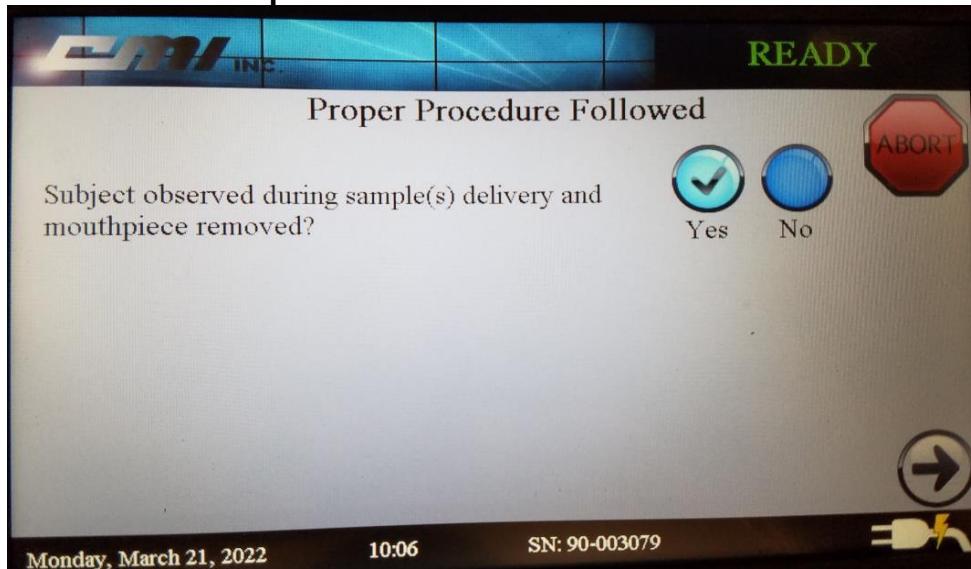 CMI INC.
READY
Proper Procedure Followed
ABORT
Subject observed during sample(s) delivery and
mouthpiece removed?
Yes No
Monday, March 21, 2022 10:06 SN: 90-003079